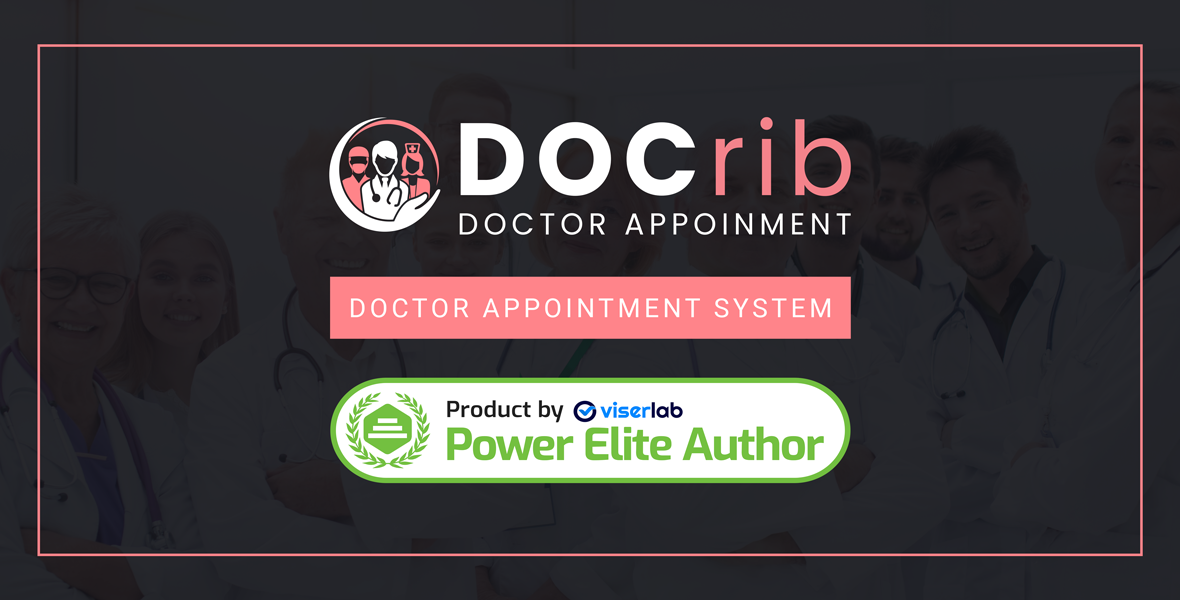 DOCrib
DOCTOR APPOINMENT
DOCTOR APPOINTMENT SYSTEM
Product by viserlab
Power Elite Author